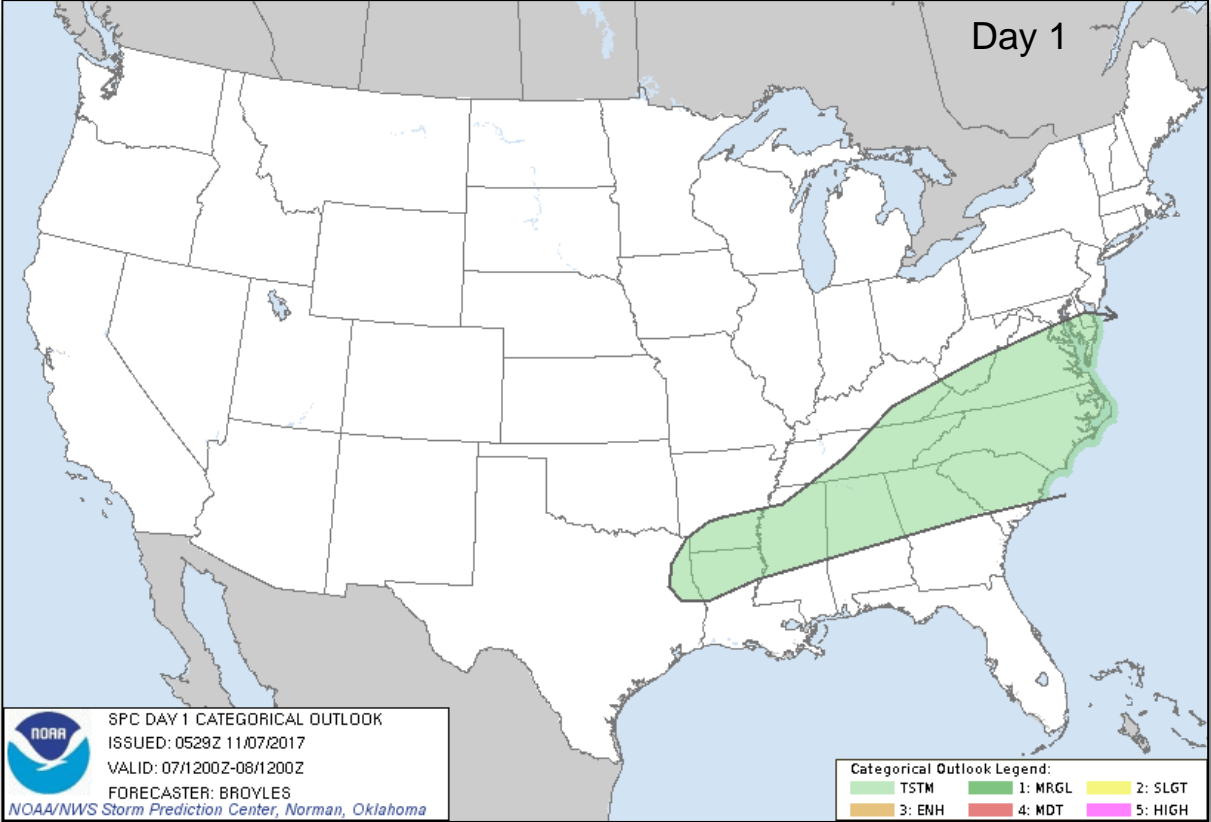 Day 1
NOAA
SPC DAY 1 CATEGORICAL OUTLOOK
ISSUED: 0529Z 11/07/2017
VALID: 07/1200Z-08/1200Z
FORECASTER: BROYLES
NOAA/NWS Storm Prediction Center, Norman, Oklahoma
Categorical Outlook Legend:
TSTM 1: MRGL 2: SLGT
3: ENH 4: MDT 5: HIGH